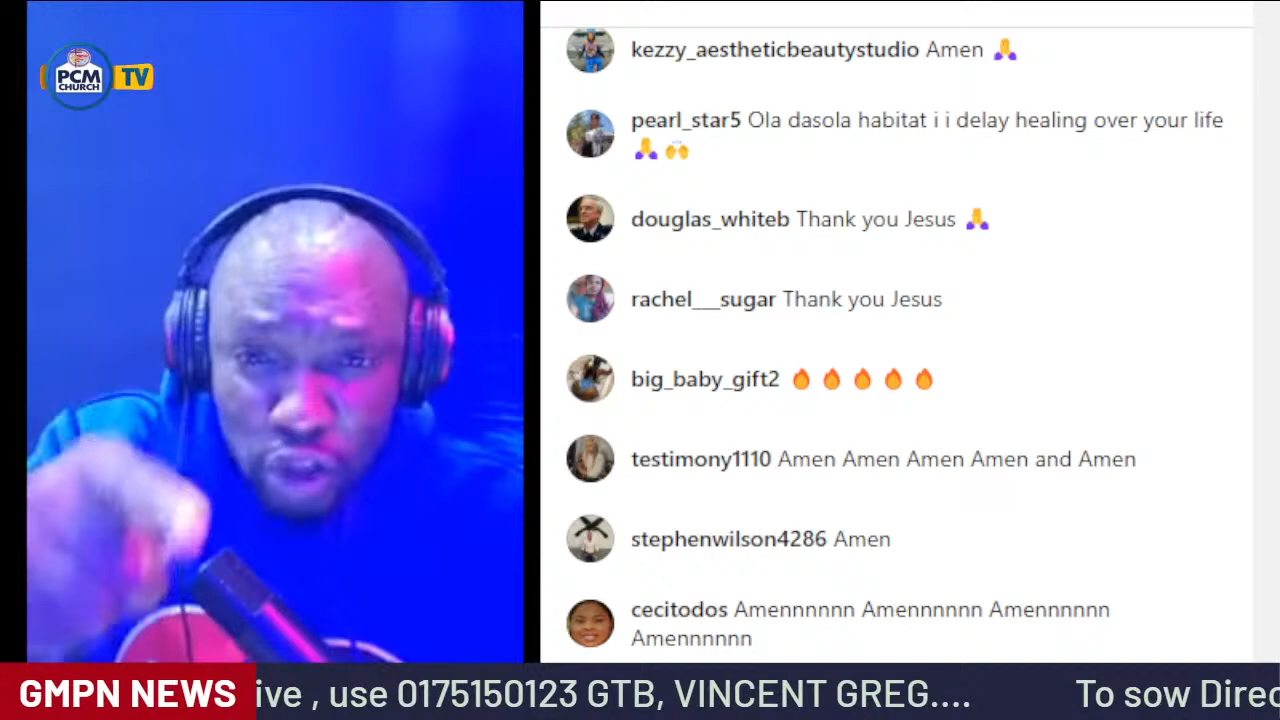 PCM
CHURCH
TV
kezzy_aestheticbeautystudio Amen 🙏
pearl_star5 Ola dasola habitat i i delay healing over your life
🙏 🙌
douglas_whiteb Thank you Jesus 🙏
rachel___sugar Thank you Jesus
big_baby_gift2 🔥 🔥 🔥 🔥 🔥
testimony1110 Amen Amen Amen Amen and Amen
stephenwilson4286 Amen
cecitodos Amennnnnn Amennnnnn Amennnnnn
Amennnnnn
GMPN NEWS ive , use 0175150123 GTB, VINCENT GREG.... To sow Direc